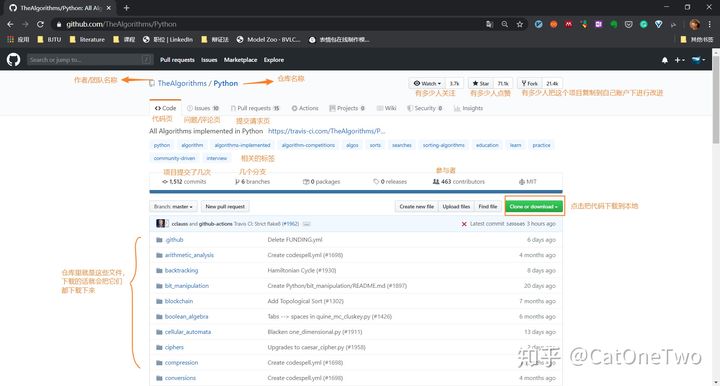 TheAlgorithms/Python: All Alg
github.com/TheAlgorithms/Python
应用 BJTU literature 课程 职位 | LinkedIn 辩证法 Model Zoo - BVLC... 表情包在线制作模... 其他书签
Search or jump to... / Pull requests Issues Marketplace Explore
作者/团队名称 TheAlgorithms / Python 仓库名称
Watch 3.7k Star 71.1k Fork 21.4k
有多少人关注 有多少人点赞 有多少人把这个项目复制到自己账户下进行改进
Code Issues 10 Pull requests 15 Actions Projects 0 Wiki Security 0 Insights
代码页 问题/评论页 提交请求页
All Algorithms implemented in Python https://travis-ci.com/TheAlgorithms/P...
python algorithm algorithms-implemented algorithm-competitions algos sorts searches sorting-algorithms education learn practice
community-driven interview 相关的标签
项目提交了几次 几个分支 参与者
1,512 commits 6 branches 0 packages 0 releases 463 contributors MIT
Branch: master New pull request Create new file Upload files Find file Clone or download 点击把代码下载到本地
cclauss and github-actions Travis CI: Strict flake8 (#1962) ... Latest commit 3 hours ago
.github Delete FUNDING.yml 6 days ago
arithmetic_analysis Create codespell.yml (#1698) 4 months ago
backtracking Hamiltonian Cycle (#1930) 8 days ago
仓库里就是这些文件，
下载的话就会把它们
都下载下来
bit_manipulation Create Python/bit_manipulation/README.md (#1897) 20 days ago
blockchain Add Topological Sort (#1302) 7 months ago
boolean_algebra Tabs --> spaces in quine_mc_cluskey.py (#1426) 6 months ago
cellular_automata Blacken one_dimensional.py (#1911) 13 days ago
ciphers Upgrades to caesar_cipher.py (#1958) days ago
compression Create codespell.yml (#1698) months ago
conversions Create codespell.yml (#1698) 4 months ago
知乎 @CatOneTwo